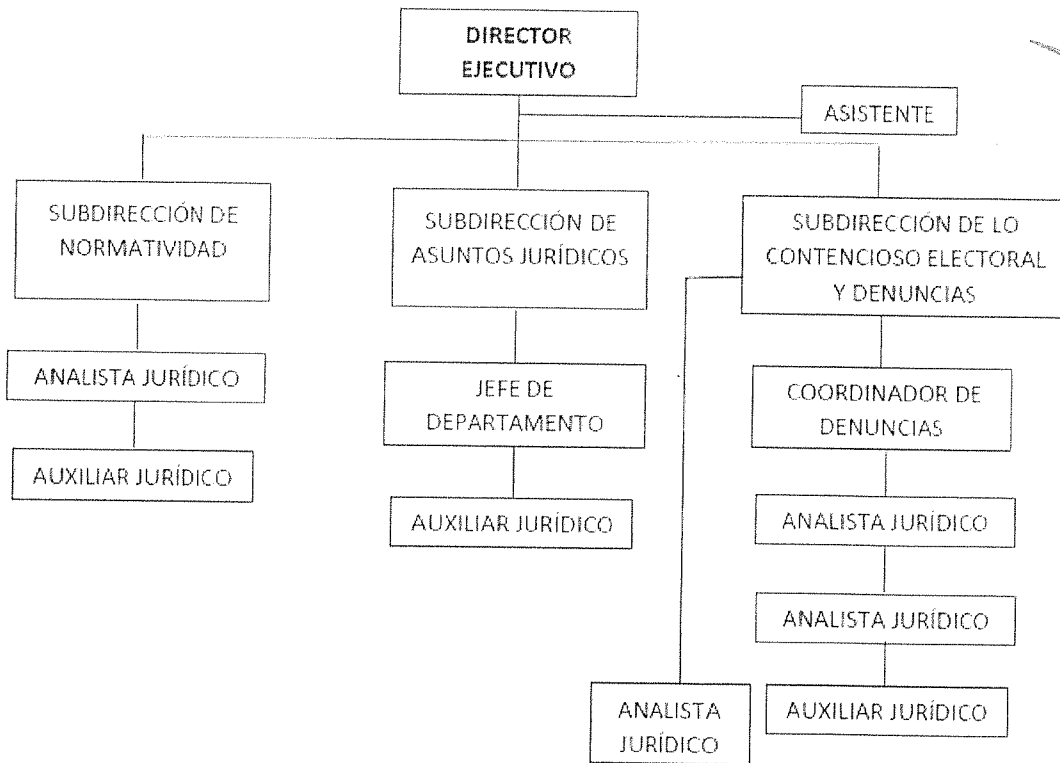 DIRECTOR
EJECUTIVO
ASISTENTE
SUBDIRECCIÓN DE
NORMATIVIDAD
SUBDIRECCIÓN DE
ASUNTOS JURÍDICOS
SUBDIRECCIÓN DE LO
CONTENCIOSO ELECTORAL
Y DENUNCIAS
ANALISTA JURÍDICO
JEFE DE
DEPARTAMENTO
COORDINADOR DE
DENUNCIAS
AUXILIAR JURÍDICO
AUXILIAR JURÍDICO
ANALISTA JURÍDICO
ANALISTA JURÍDICO
ANALISTA
JURÍDICO
AUXILIAR JURÍDICO